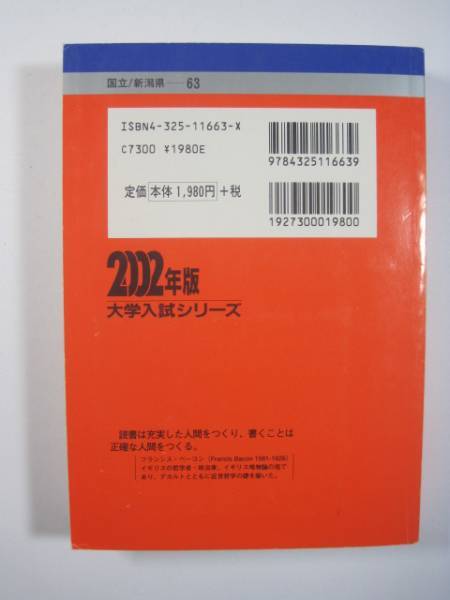 国立/新潟県——63
ISBN4-325-11663-X
C7300 ¥1980E
定価 本体1,980円 +税
9784325116639
1927300019800
2002年版
大学入試シリーズ
読書は充実した人間をつくり，書くことは
正確な人間をつくる。
フランシス・ベーコン（Francis Bacon 1561-1626）
イギリスの哲学者・政治家。イギリス唯物論の祖で
あり，デカルトとともに近世哲学の礎を築いた。